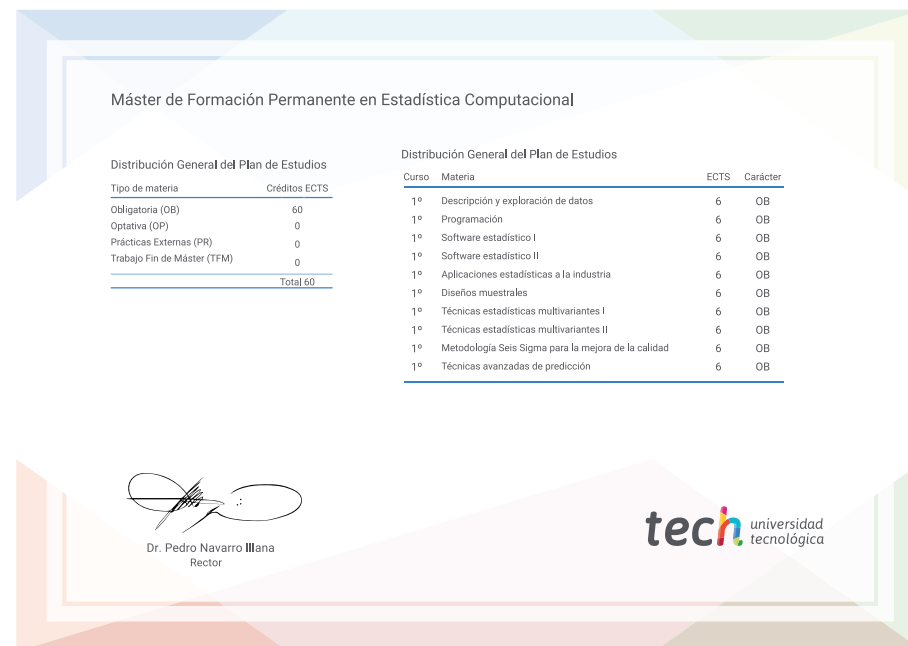 Máster de Formación Permanente en Estadística Computacional
Distribución General del Plan de Estudios
Tipo de materia Créditos ECTS
Obligatoria (OB) 60
Optativa (OP) 0
Prácticas Externas (PR) 0
Trabajo Fin de Máster (TFM) 0
Total 60
Distribución General del Plan de Estudios
Curso Materia ECTS Carácter
1º Descripción y exploración de datos 6 OB
1º Programación 6 OB
1º Software estadístico I 6 OB
1º Software estadístico II 6 OB
1º Aplicaciones estadísticas a la industria 6 OB
1º Diseños muestrales 6 OB
1º Técnicas estadísticas multivariantes I 6 OB
1º Técnicas estadísticas multivariantes II 6 OB
1º Metodología Seis Sigma para la mejora de la calidad 6 OB
1º Técnicas avanzadas de predicción 6 OB
Dr. Pedro Navarro Illana
Rector
tech universidad
tecnológica